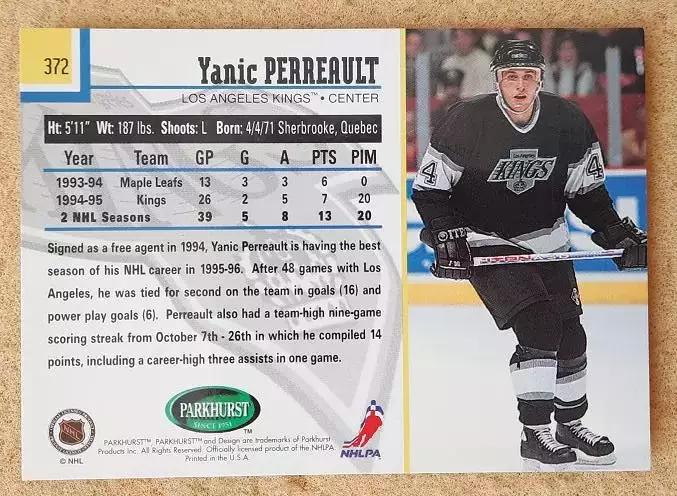 372
Yanic PERREAULT
LOS ANGELES KINGS™ • CENTER
Ht: 5'11" Wt: 187 lbs. Shoots: L Born: 4/4/71 Sherbrooke, Quebec
Year Team GP G A PTS PIM
1993-94 Maple Leafs 13 3 3 6 0
1994-95 Kings 26 2 5 7 20
2 NHL Seasons 39 5 8 13 20
Signed as a free agent in 1994, Yanic Perreault is having the best
season of his NHL career in 1995-96. After 48 games with Los
Angeles, he was tied for second on the team in goals (16) and
power play goals (6). Perreault also had a team-high nine-game
scoring streak from October 7th - 26th in which he compiled 14
points, including a career-high three assists in one game.
PARKHURST
SINCE 1951
NHL
© NHL
PARKHURST™, PARKHURST™ and Design are trademarks of Parkhurst
Products Inc. All Rights Reserved. Officially licensed product of the NHLPA.
Printed in the U.S.A.
NHLPA
Los Angeles
KINGS
4
4
ITECH